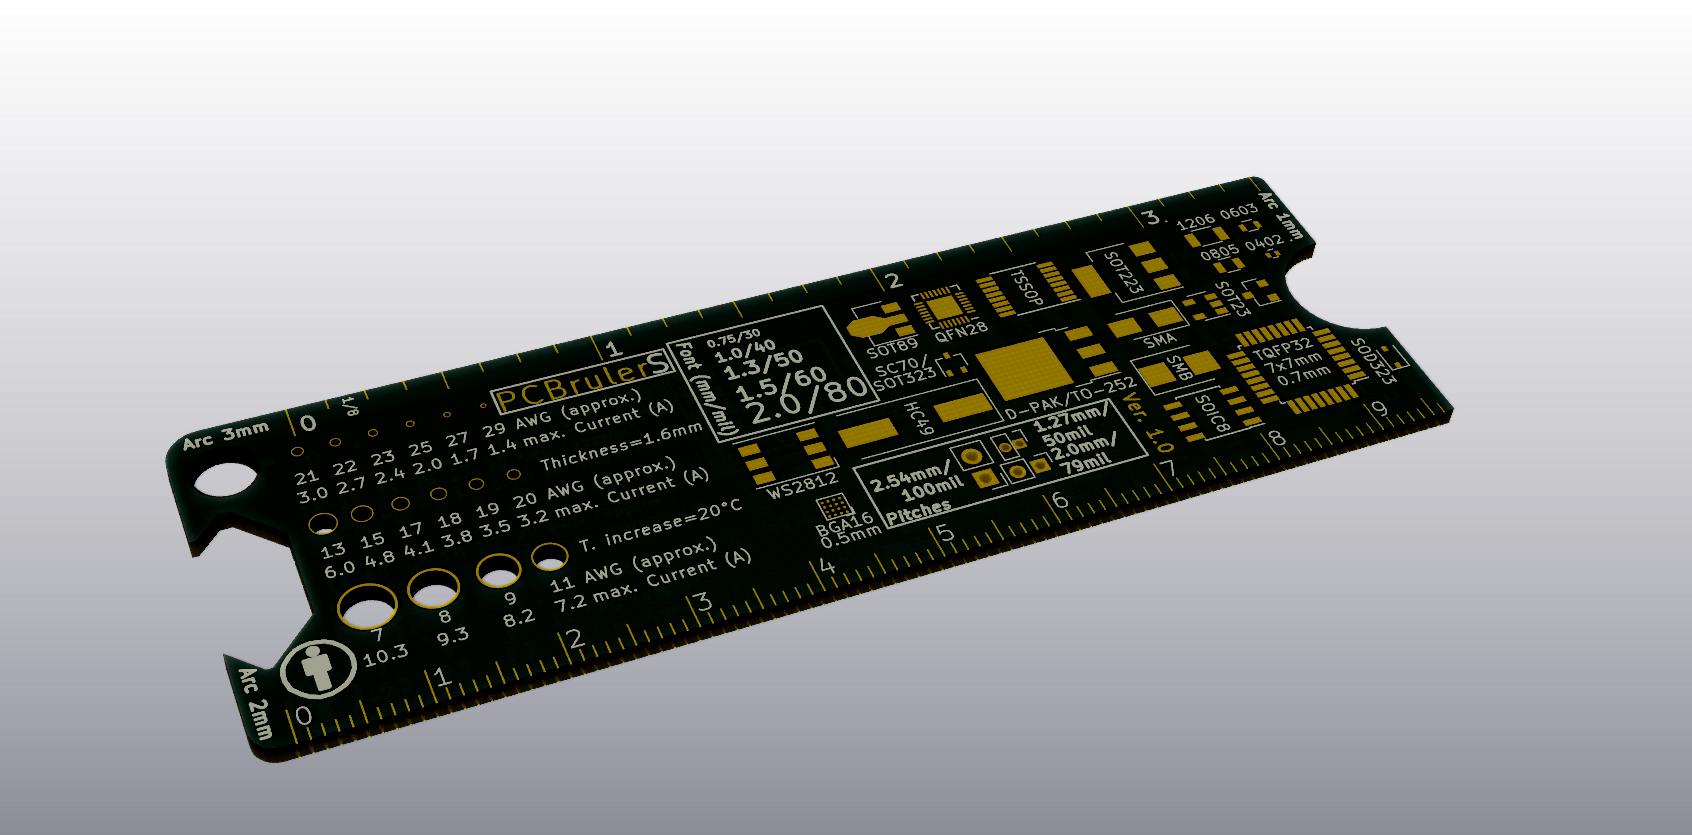 Arc 3mm
0
1/8
1
2
3.
Arc 1mm
PCBrulerS
21 22 23 25 27 29 AWG (approx.)
3.0 2.7 2.4 2.0 1.7 1.4 max. Current (A)
Thickness=1.6mm
13 15 17 18 19 20 AWG (approx.)
6.0 4.8 4.1 3.8 3.5 3.2 max. Current (A)
T. increase=20°C
7 8 9 11 AWG (approx.)
10.3 9.3 8.2 7.2 max. Current (A)
Font (mm/mil)
0.75/30
1.0/40
1.3/50
1.5/60
2.0/80
SOT89
QFN28
TSSOP
SOT223
1206 0603
0805 0402
SC70/
SOT323
D-PAK/TO-252
SMA
SOT23
HC49
SMB
TQFP32
7x7mm
0.7mm
SOD323
WS2812
BGA16
0.5mm
2.54mm/
100mil
Pitches
1.27mm/
50mil
2.0mm/
79mil
Ver. 1.0
SOIC8
Arc 2mm
0 1 2 3 4 5 6 7 8 9